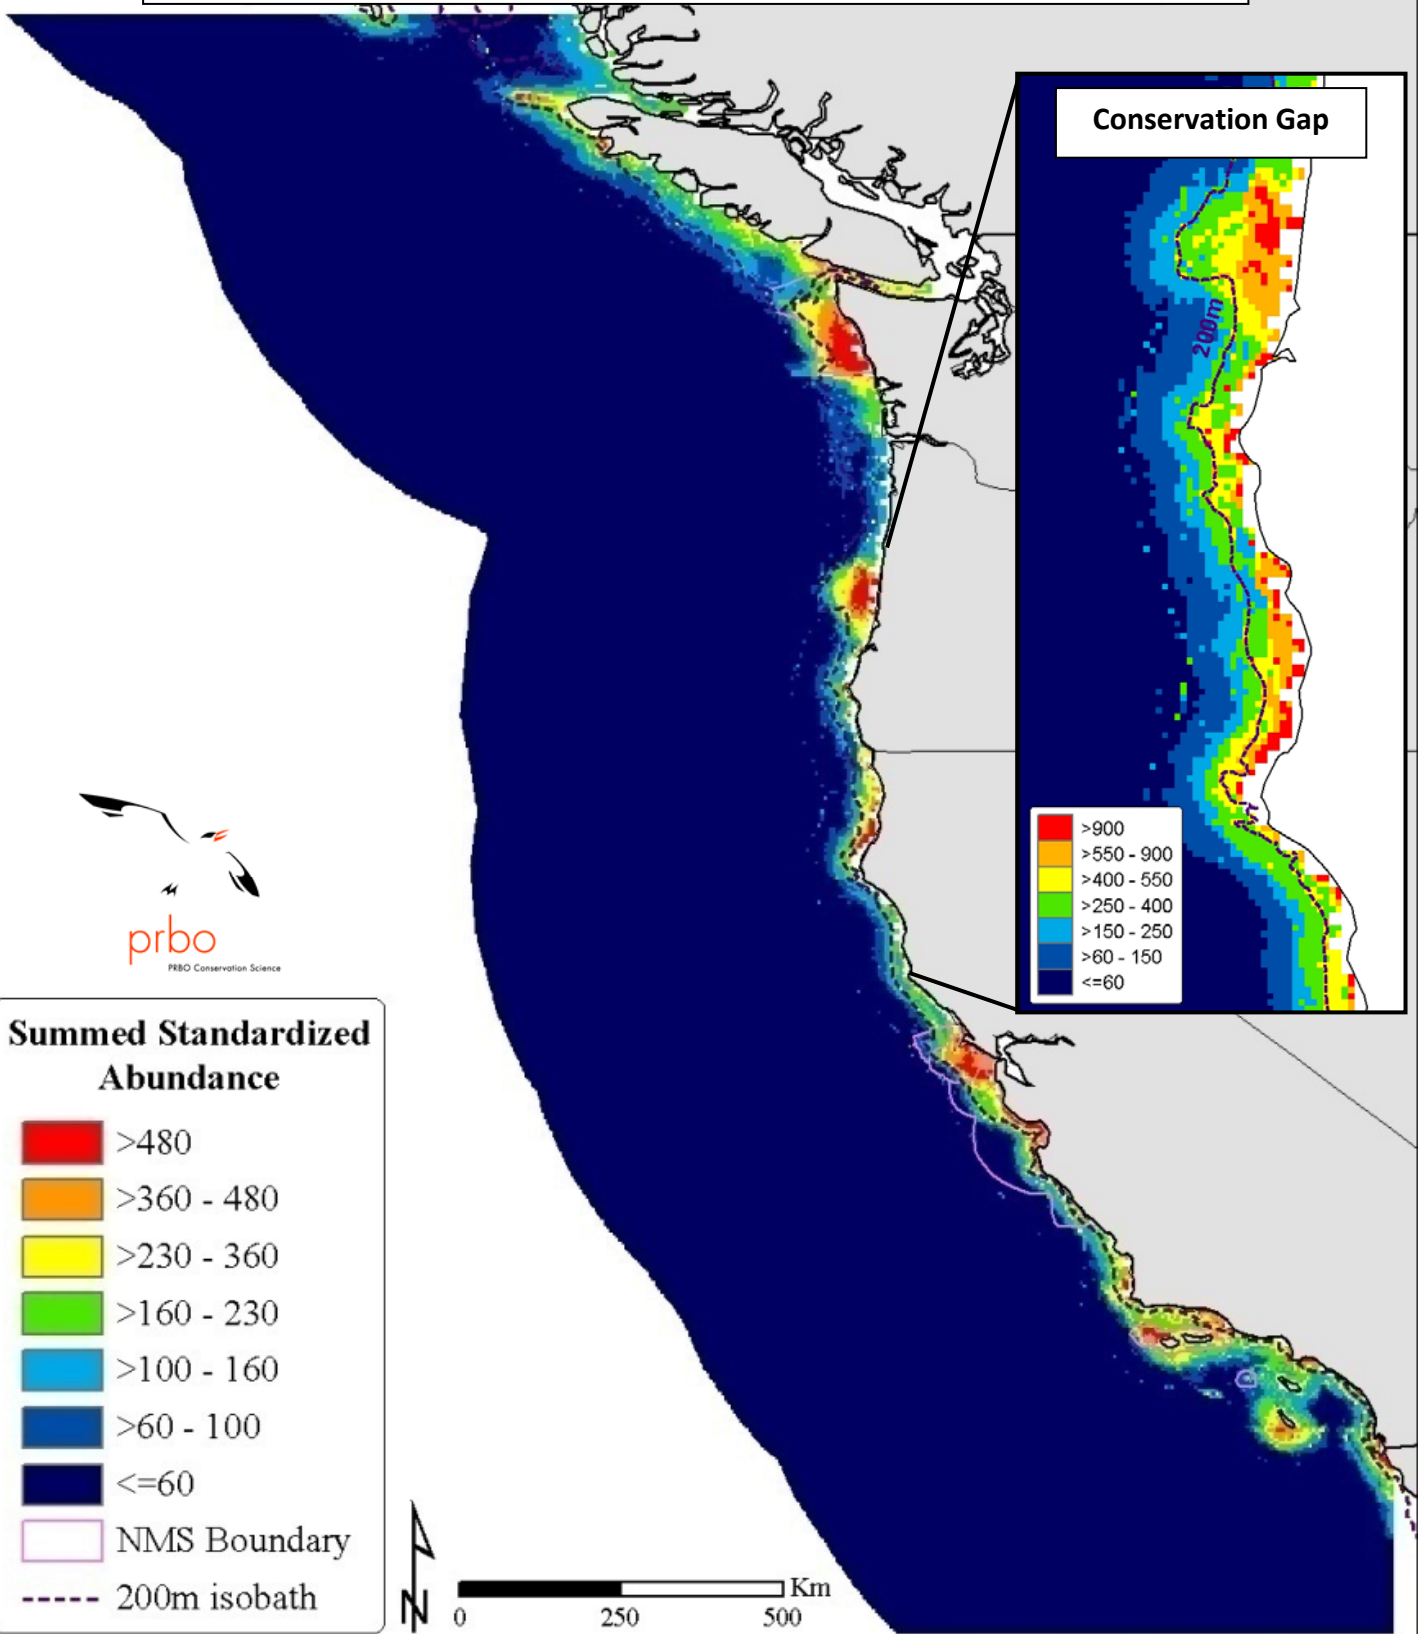 Conservation Gap
200m
>900
>550 - 900
>400 - 550
>250 - 400
>150 - 250
>60 - 150
<=60
prbo
PRBO Conservation Science
Summed Standardized
Abundance
>480
>360 - 480
>230 - 360
>160 - 230
>100 - 160
>60 - 100
<=60
NMS Boundary
200m isobath
N
Km
0 250 500